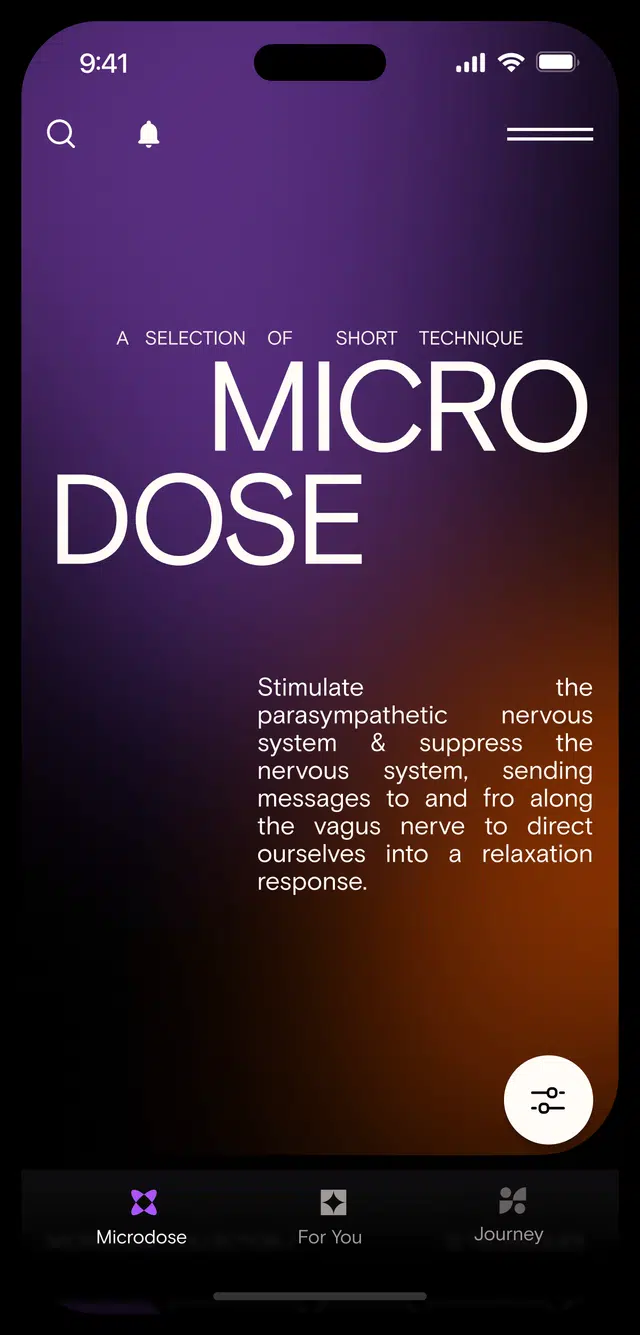 9:41
A SELECTION OF SHORT TECHNIQUE
MICRO
DOSE
Stimulate the
parasympathetic nervous
system & suppress the
nervous system, sending
messages to and fro along
the vagus nerve to direct
ourselves into a relaxation
response.
Microdose
For You
Journey